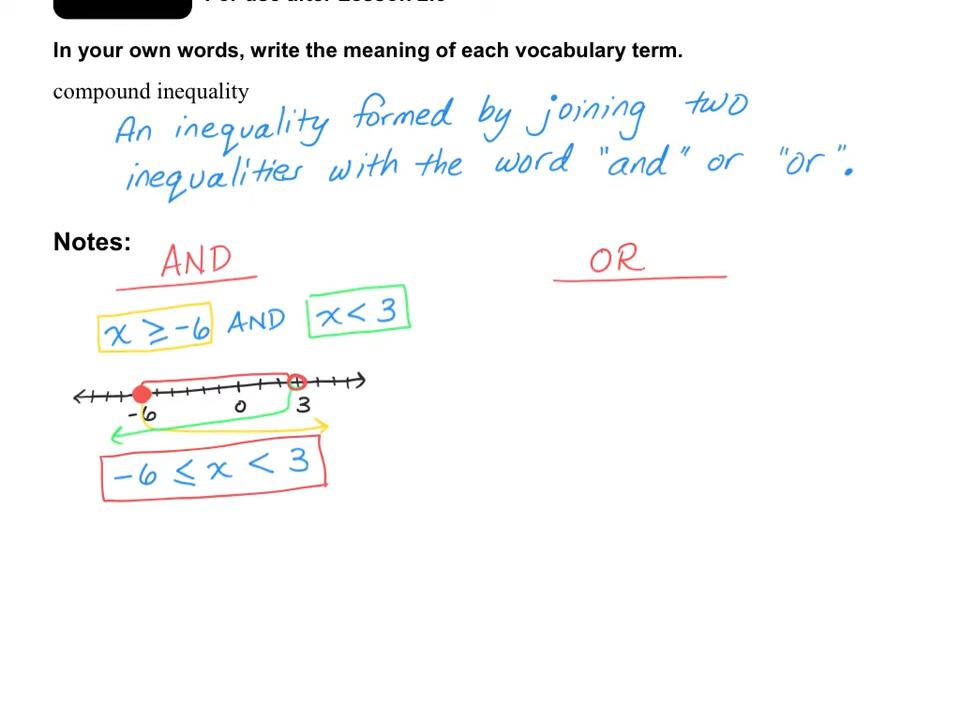 In your own words, write the meaning of each vocabulary term.
compound inequality
An inequality formed by joining two
inequalities with the word "and" or "or".
Notes:
AND
OR
x ≥ -6 AND x < 3
-6 0 3
-6 ≤ x < 3